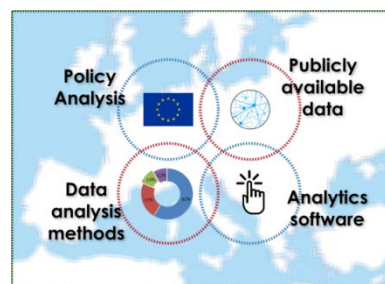 Policy
Analysis
Publicly
available
data
Data
analysis
methods
Analytics
software